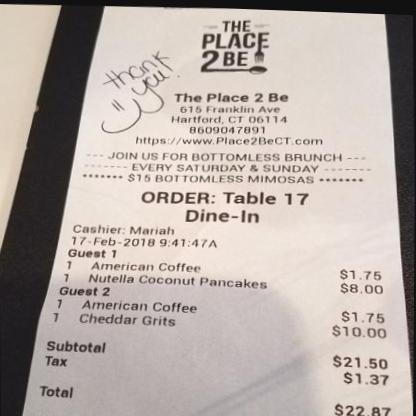 THE
PLACE
2 BE
thank
you!
The Place 2 Be
615 Franklin Ave
Hartford, CT 06114
8609047891
https://www.Place2BeCT.com
--- JOIN US FOR BOTTOMLESS BRUNCH ---
------- EVERY SATURDAY & SUNDAY -------
******* $15 BOTTOMLESS MIMOSAS *******
ORDER: Table 17
Dine-In
Cashier: Mariah
17-Feb-2018 9:41:47A
Guest 1
1 American Coffee $1.75
1 Nutella Coconut Pancakes $8.00
Guest 2
1 American Coffee $1.75
1 Cheddar Grits $10.00
Subtotal $21.50
Tax $1.37
Total $22.87